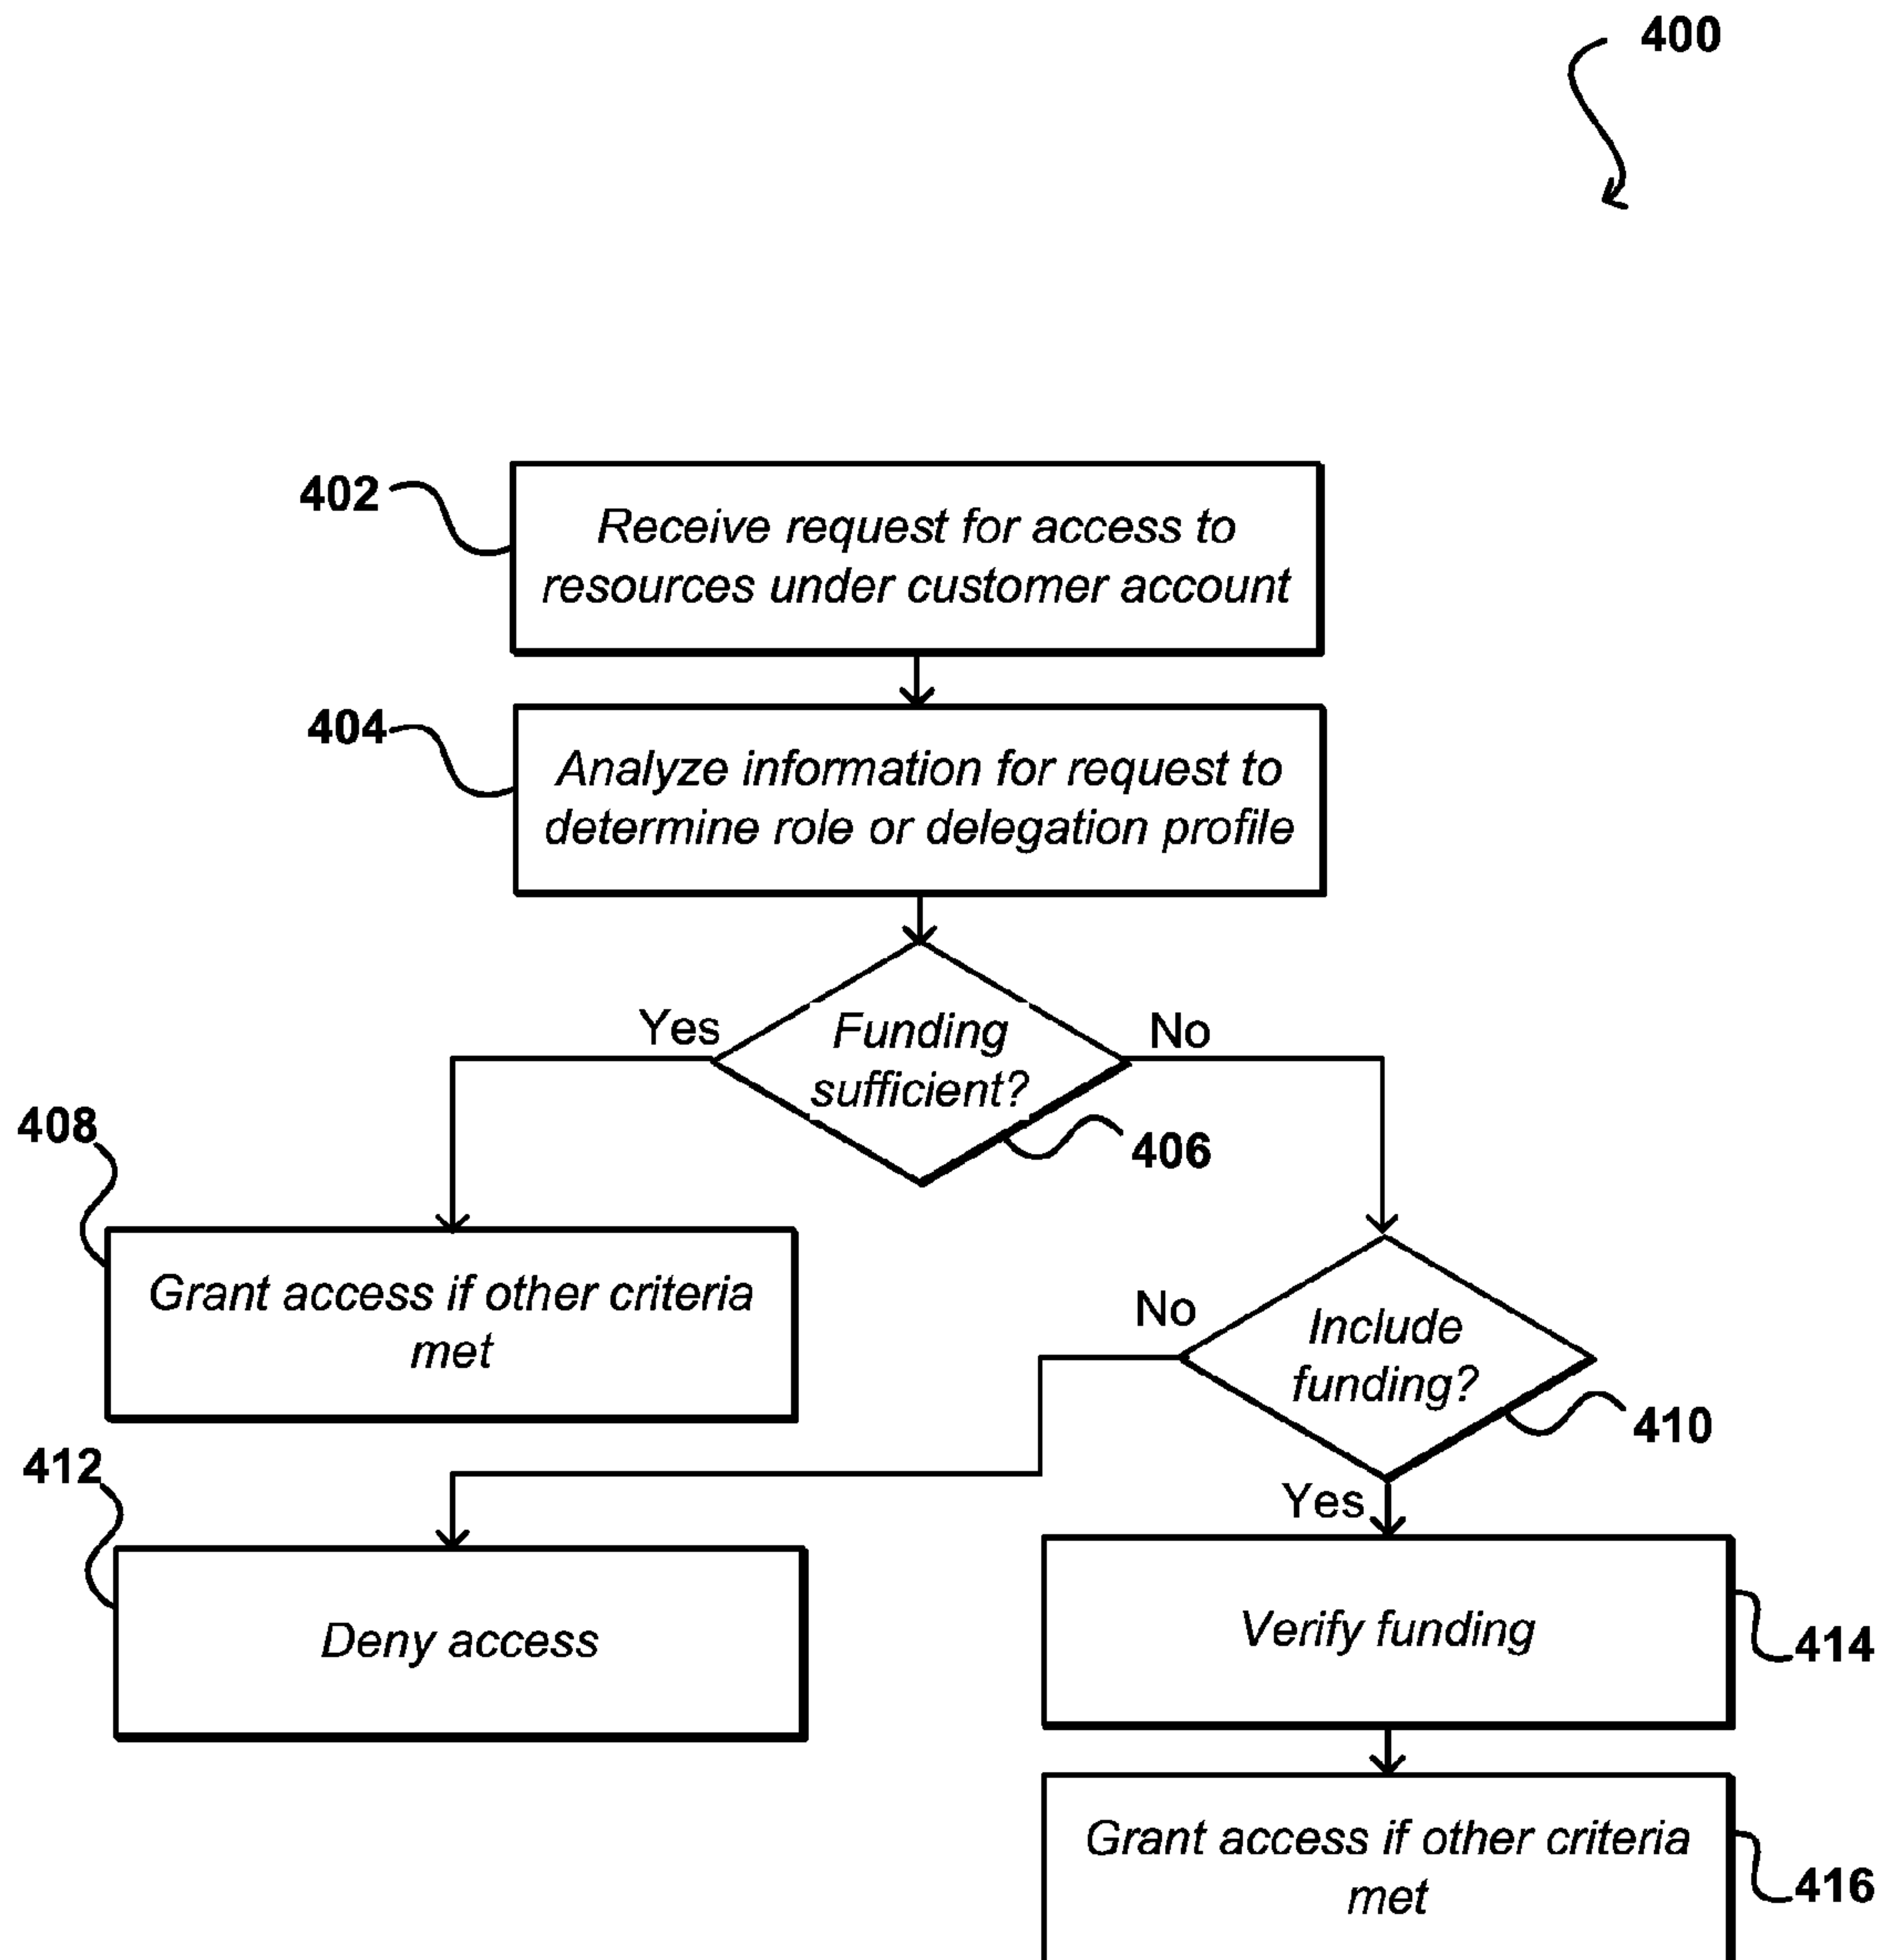 400
402
Receive request for access to
resources under customer account
404
Analyze information for request to
determine role or delegation profile
Yes
Funding
sufficient?
No
406
408
Grant access if other criteria
met
No
Include
funding?
410
412
Yes
Deny access
Verify funding
414
Grant access if other criteria
met
416